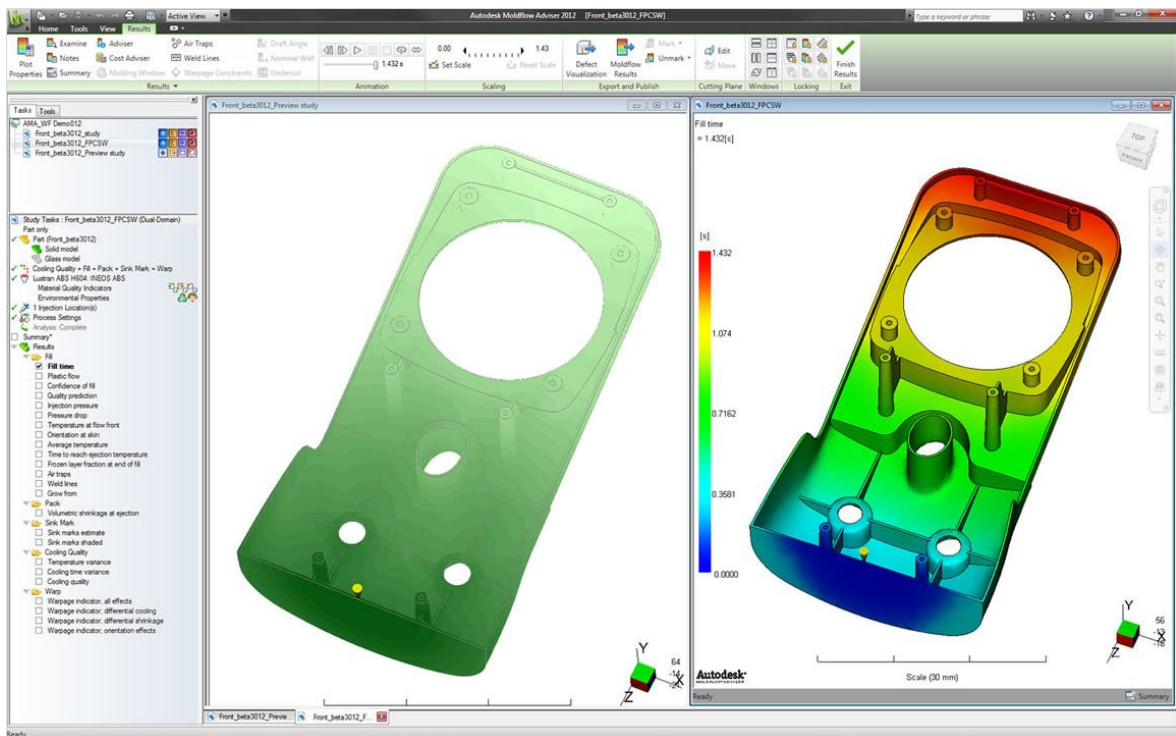 Active View
Autodesk Moldflow Adviser 2012 [Front_beta3012_FPCSW]
Type a keyword or phrase
Home Tools View Results
Plot Properties
Examine
Notes
Summary
Adviser
Cost Adviser
Molding Window
Air Traps
Weld Lines
Warpage Constraints
Draft Angle
Nominal Wall
Undercut
Results
1.432 s
Animation
0.00 1.43
Set Scale Reset Scale
Scaling
Defect Visualization
Moldflow Results
Mark
Unmark
Export and Publish
Edit
Move
Cutting Plane
Windows
Locking
Finish Results
Exit
Tasks Tools
AMA_WF Demo012
Front_beta3012_study
Front_beta3012_FPCSW
Front_beta3012_Preview study
Study Tasks : Front_beta3012_FPCSW (Dual-Domain)
Part only
Part (Front_beta3012)
Solid model
Glass model
Cooling Quality + Fill + Pack + Sink Mark + Warp
Lustran ABS H604: INEOS ABS
Material Quality Indicators
Environmental Properties
1 Injection Location(s)
Process Settings
Analysis: Complete
Summary*
Results
Fill
Fill time
Plastic flow
Confidence of fill
Quality prediction
Injection pressure
Pressure drop
Temperature at flow front
Orientation at skin
Average temperature
Time to reach ejection temperature
Frozen layer fraction at end of fill
Air traps
Weld lines
Grow from
Pack
Volumetric shrinkage at ejection
Sink Mark
Sink marks estimate
Sink marks shaded
Cooling Quality
Temperature variance
Cooling time variance
Cooling quality
Warp
Warpage indicator, all effects
Warpage indicator, differential cooling
Warpage indicator, differential shrinkage
Warpage indicator, orientation effects
Front_beta3012_Preview study
Y
X
Z
64
-14
Front_beta3012_FPCSW
Fill time
= 1.432[s]
TOP
FRONT
[s]
1.432
1.074
0.7162
0.3581
0.0000
Y
X
Z
56
-13
-18
Autodesk
MOLDFLOW ADVISER
Scale (30 mm)
Ready
Summary
Front_beta3012_Previe...
Front_beta3012_F...
Ready